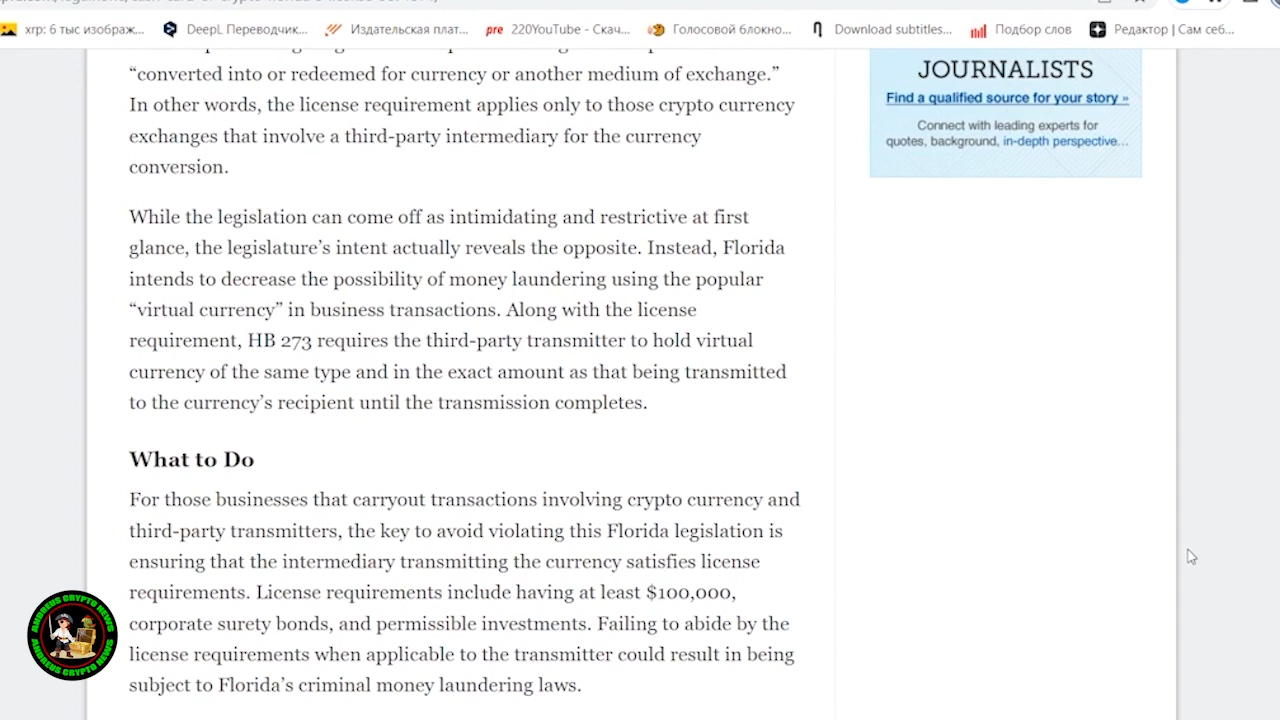 xrp: 6 тыс изображ...
DeepL Переводчик...
Издательская плат...
pre 220YouTube - Скач...
Голосовой блокно...
Download subtitles...
Подбор слов
Редактор | Сам себ...
“converted into or redeemed for currency or another medium of exchange.”
In other words, the license requirement applies only to those crypto currency
exchanges that involve a third-party intermediary for the currency
conversion.
While the legislation can come off as intimidating and restrictive at first
glance, the legislature’s intent actually reveals the opposite. Instead, Florida
intends to decrease the possibility of money laundering using the popular
“virtual currency” in business transactions. Along with the license
requirement, HB 273 requires the third-party transmitter to hold virtual
currency of the same type and in the exact amount as that being transmitted
to the currency’s recipient until the transmission completes.
What to Do
For those businesses that carryout transactions involving crypto currency and
third-party transmitters, the key to avoid violating this Florida legislation is
ensuring that the intermediary transmitting the currency satisfies license
requirements. License requirements include having at least $100,000,
corporate surety bonds, and permissible investments. Failing to abide by the
license requirements when applicable to the transmitter could result in being
subject to Florida’s criminal money laundering laws.
JOURNALISTS
Find a qualified source for your story »
Connect with leading experts for
quotes, background, in-depth perspective...
ANDREUS CRYPTO NEWS
ANDREUS CRYPTO NEWS